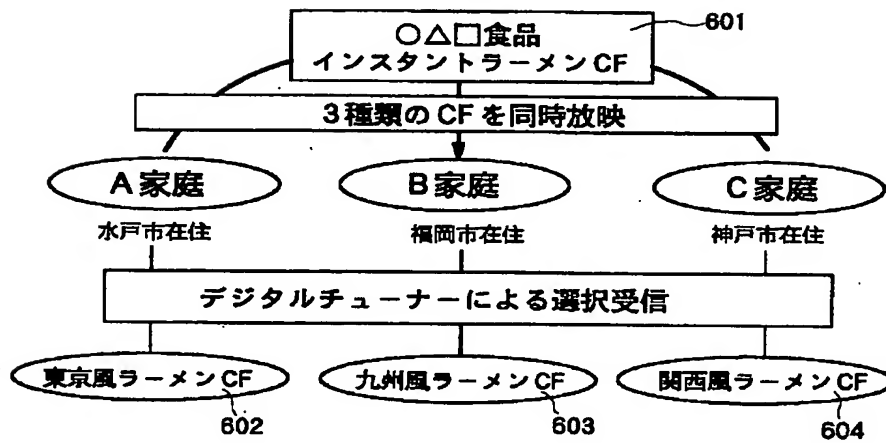 ○△□食品
インスタントラーメンCF
601
3種類のCFを同時放映
A家庭
B家庭
C家庭
水戸市在住
福岡市在住
神戸市在住
デジタルチューナーによる選択受信
東京風ラーメンCF
九州風ラーメンCF
関西風ラーメンCF
602
603
604